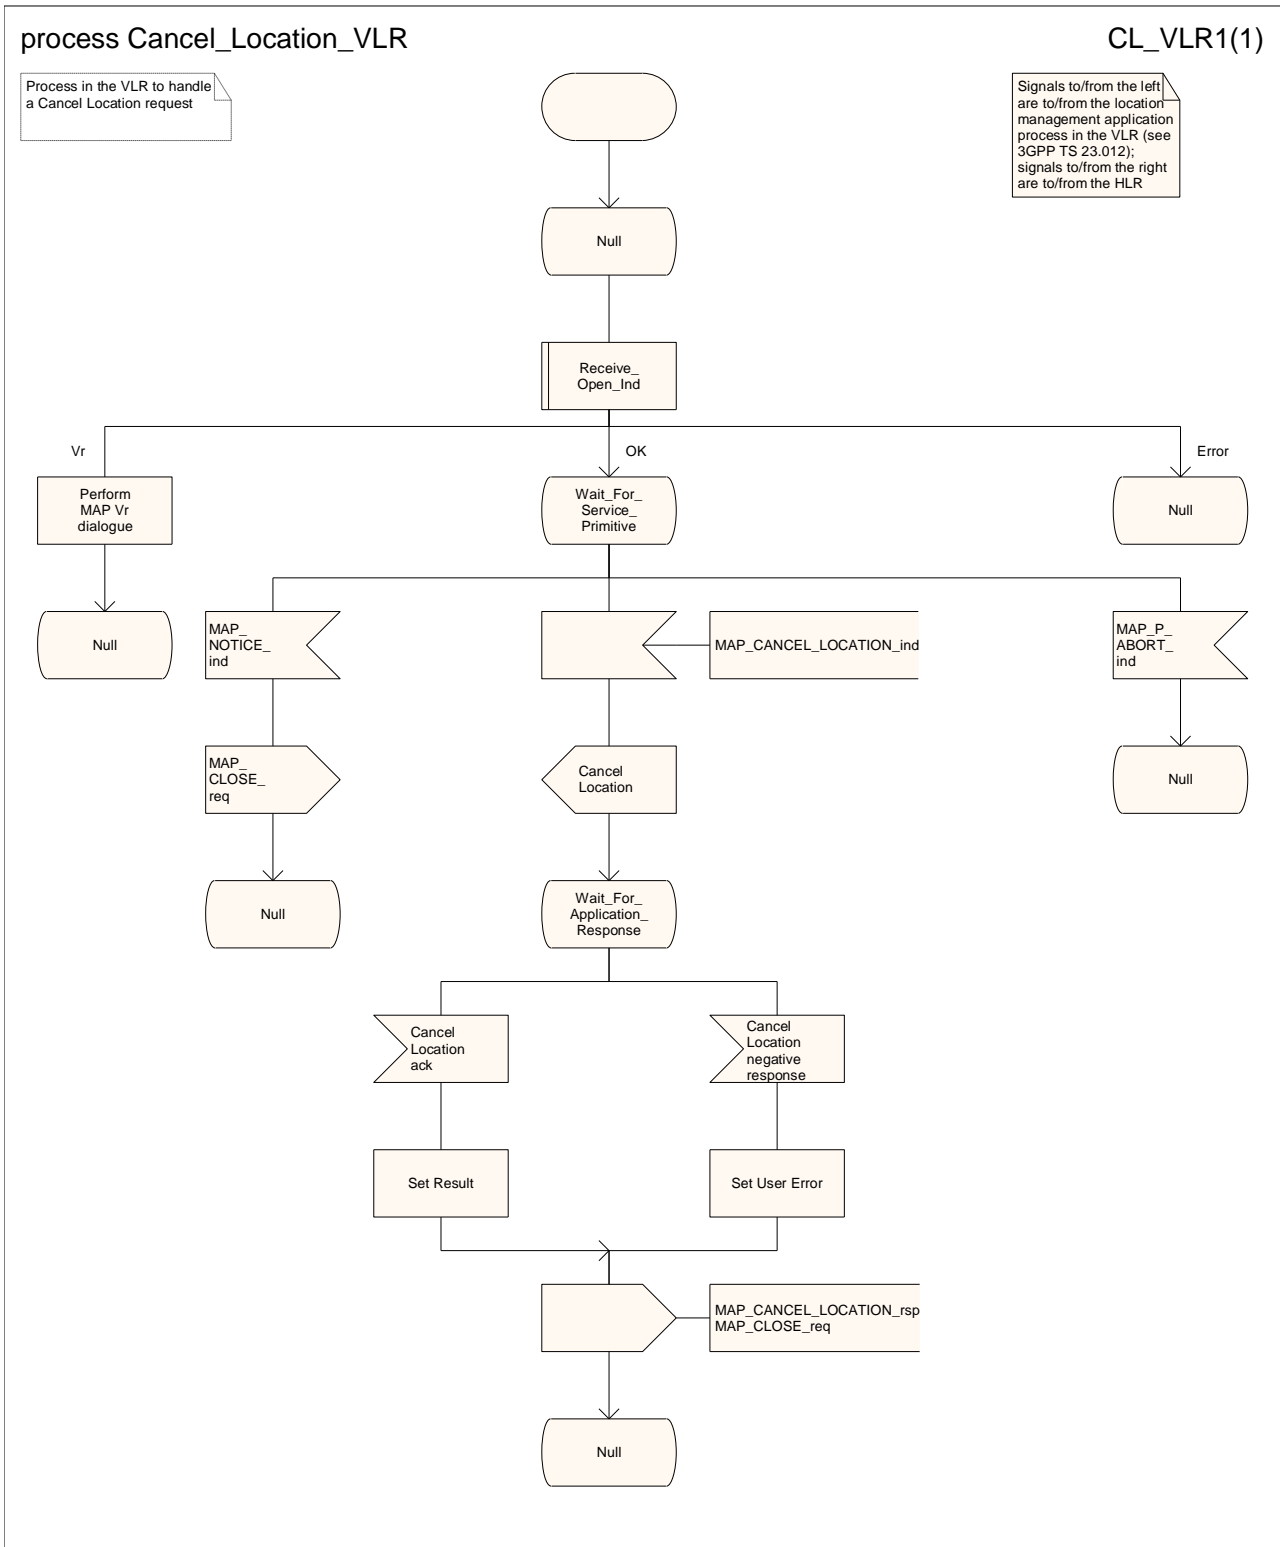 process Cancel_Location_VLR
CL_VLR1(1)
Process in the VLR to handle
a Cancel Location request
Signals to/from the left
are to/from the location
management application
process in the VLR (see
3GPP TS 23.012);
signals to/from the right
are to/from the HLR
Null
Receive_
Open_Ind
Vr
OK
Error
Perform
MAP Vr
dialogue
Wait_For_
Service_
Primitive
Null
Null
MAP_
NOTICE_
ind
MAP_CANCEL_LOCATION_ind
MAP_P_
ABORT_
ind
MAP_
CLOSE_
req
Cancel
Location
Null
Null
Wait_For_
Application_
Response
Cancel
Location
ack
Cancel
Location
negative
response
Set Result
Set User Error
MAP_CANCEL_LOCATION_rsp
MAP_CLOSE_req
Null